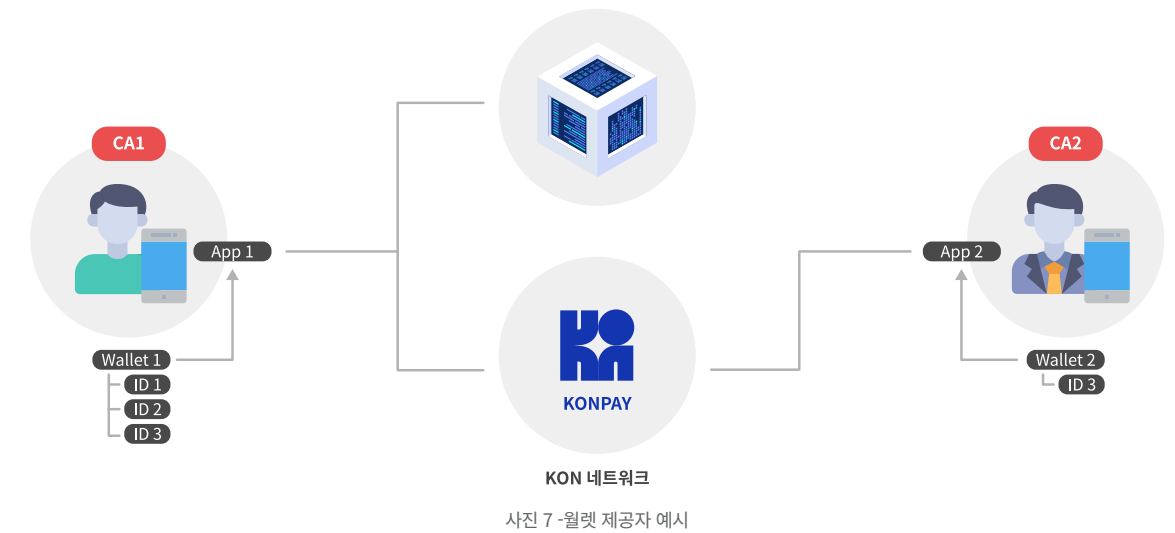 CA1
App 1
Wallet 1
ID 1
ID 2
ID 3
KONPAY
KON 네트워크
사진 7 -월렛 제공자 예시
CA2
App 2
Wallet 2
ID 3